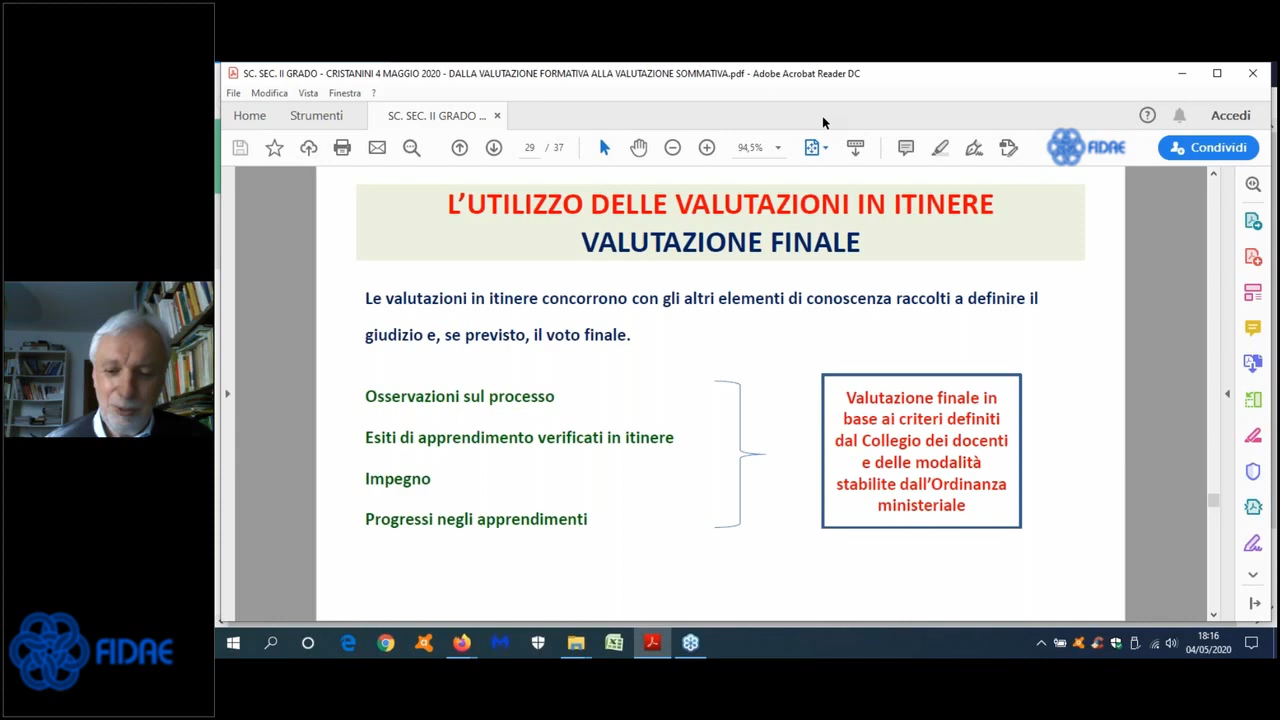 SC. SEC. II GRADO - CRISTANINI 4 MAGGIO 2020 - DALLA VALUTAZIONE FORMATIVA ALLA VALUTAZIONE SOMMATIVA.pdf - Adobe Acrobat Reader DC
File Modifica Vista Finestra ?
Home Strumenti SC. SEC. II GRADO ... × Accedi
29 / 37 94,5% FIDAE Condividi
L'UTILIZZO DELLE VALUTAZIONI IN ITINERE
VALUTAZIONE FINALE
Le valutazioni in itinere concorrono con gli altri elementi di conoscenza raccolti a definire il
giudizio e, se previsto, il voto finale.
Osservazioni sul processo
Esiti di apprendimento verificati in itinere
Impegno
Progressi negli apprendimenti
Valutazione finale in
base ai criteri definiti
dal Collegio dei docenti
e delle modalità
stabilite dall'Ordinanza
ministeriale
FIDAE
18:16
04/05/2020